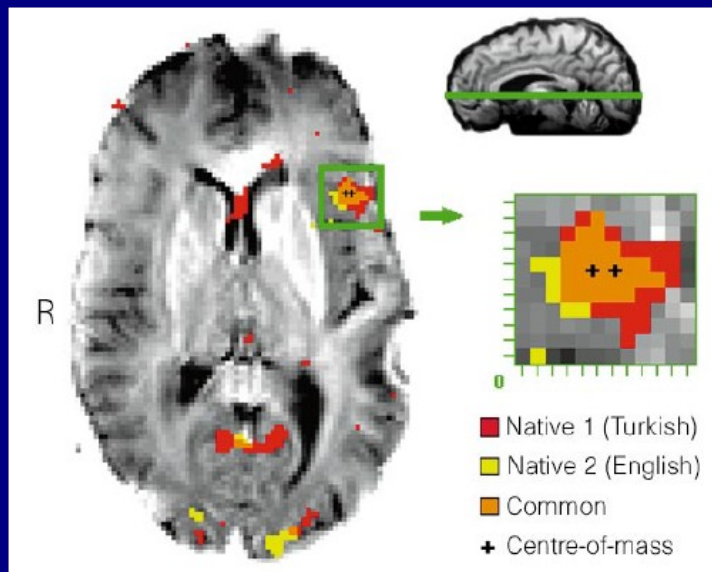 R
0
Native 1 (Turkish)
Native 2 (English)
Common
+ Centre-of-mass